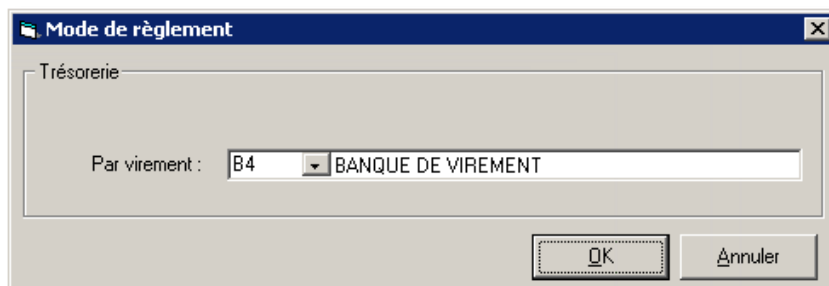 Mode de règlement
Trésorerie
Par virement : B4 BANQUE DE VIREMENT
OK Annuler